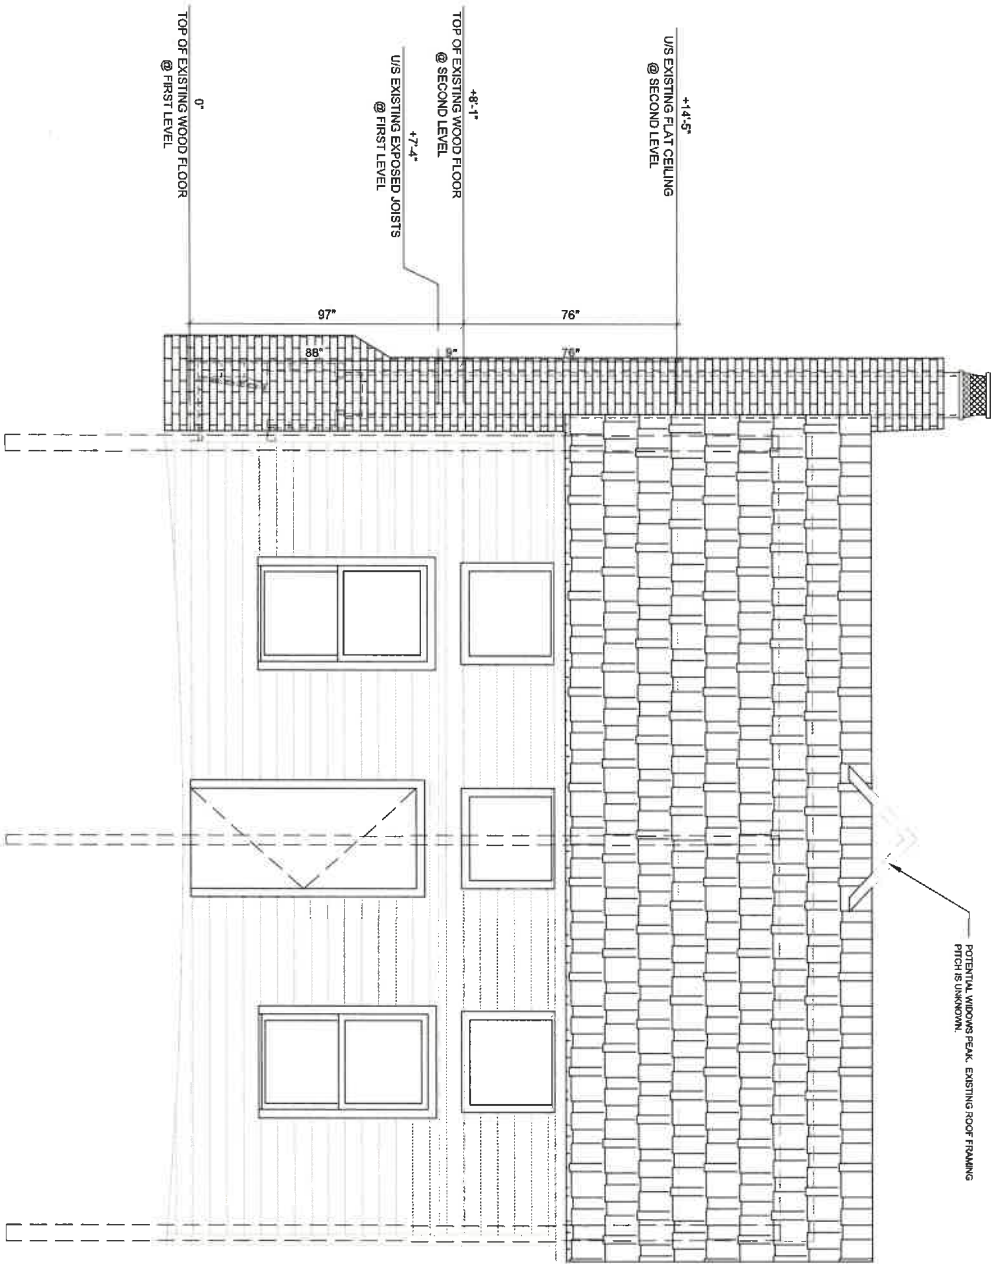 +14'-5"
U/S EXISTING FLAT CEILING
@ SECOND LEVEL
+8'-1"
TOP OF EXISTING WOOD FLOOR
@ SECOND LEVEL
+7'-4"
U/S EXISTING EXPOSED JOISTS
@ FIRST LEVEL
0"
TOP OF EXISTING WOOD FLOOR
@ FIRST LEVEL
76"
97"
76"
9"
88"
POTENTIAL WIDOWS PEAK. EXISTING ROOF FRAMING
PITCH IS UNKNOWN.